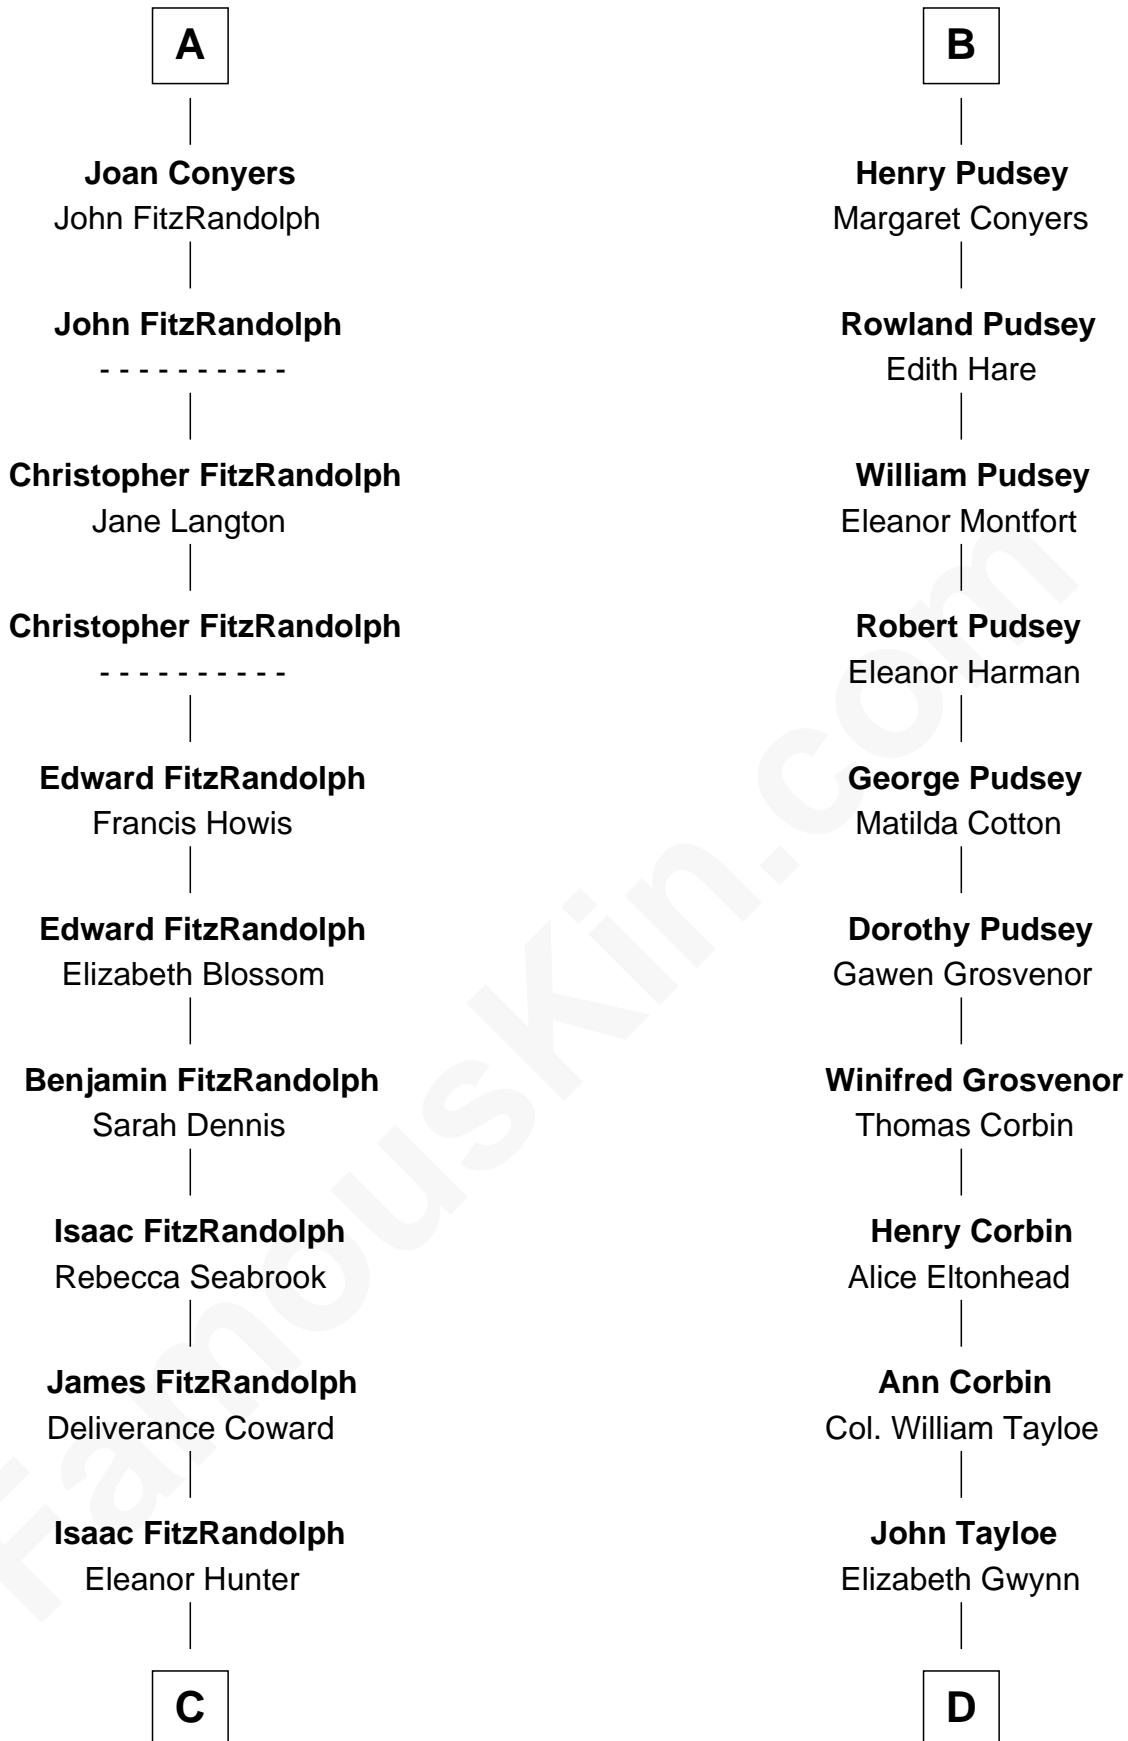 A
Joan Conyers
John FitzRandolph
John FitzRandolph
- - - - - - - - - -
Christopher FitzRandolph
Jane Langton
Christopher FitzRandolph
- - - - - - - - - -
Edward FitzRandolph
Francis Howis
Edward FitzRandolph
Elizabeth Blossom
Benjamin FitzRandolph
Sarah Dennis
Isaac FitzRandolph
Rebecca Seabrook
James FitzRandolph
Deliverance Coward
Isaac FitzRandolph
Eleanor Hunter
C
B
Henry Pudsey
Margaret Conyers
Rowland Pudsey
Edith Hare
William Pudsey
Eleanor Montfort
Robert Pudsey
Eleanor Harman
George Pudsey
Matilda Cotton
Dorothy Pudsey
Gawen Grosvenor
Winifred Grosvenor
Thomas Corbin
Henry Corbin
Alice Eltonhead
Ann Corbin
Col. William Tayloe
John Tayloe
Elizabeth Gwynn
D
FamousKin.com